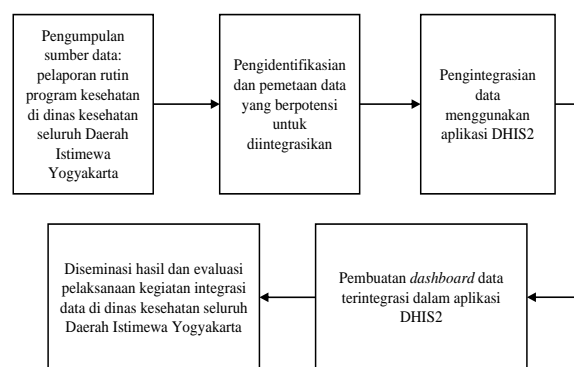 Pengumpulan
sumber data:
pelaporan rutin
program kesehatan
di dinas kesehatan
seluruh Daerah
Istimewa
Yogyakarta
Pengidentifikasian
dan pemetaan data
yang berpotensi
untuk
diintegrasikan
Pengintegrasian
data
menggunakan
aplikasi DHIS2
Pembuatan dashboard data
terintegrasi dalam aplikasi
DHIS2
Diseminasi hasil dan evaluasi
pelaksanaan kegiatan integrasi
data di dinas kesehatan seluruh
Daerah Istimewa Yogyakarta